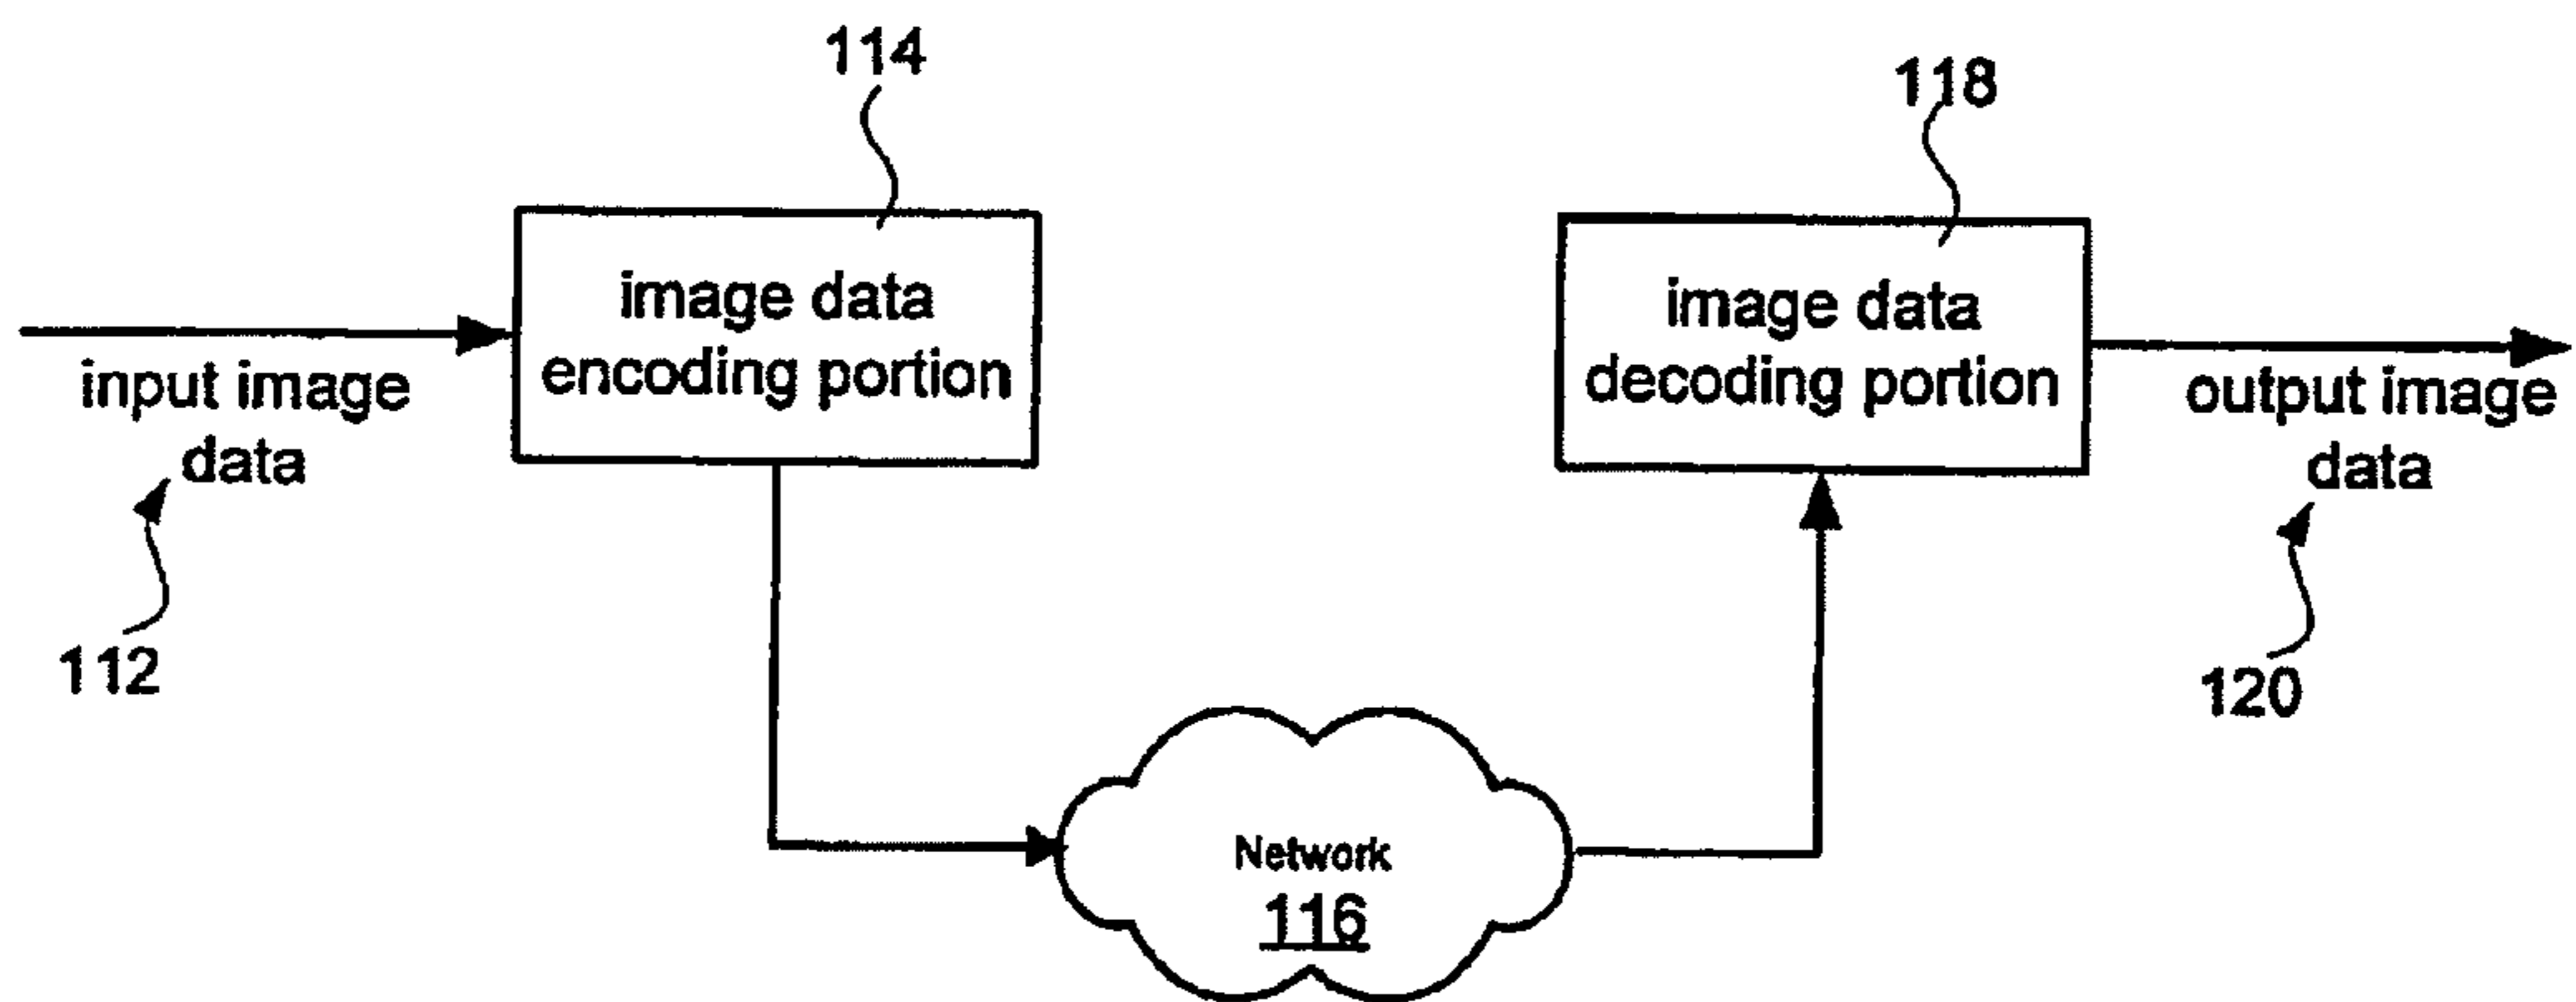 114
118
image data
encoding portion
image data
decoding portion
input image
data
output image
data
112
120
Network
116